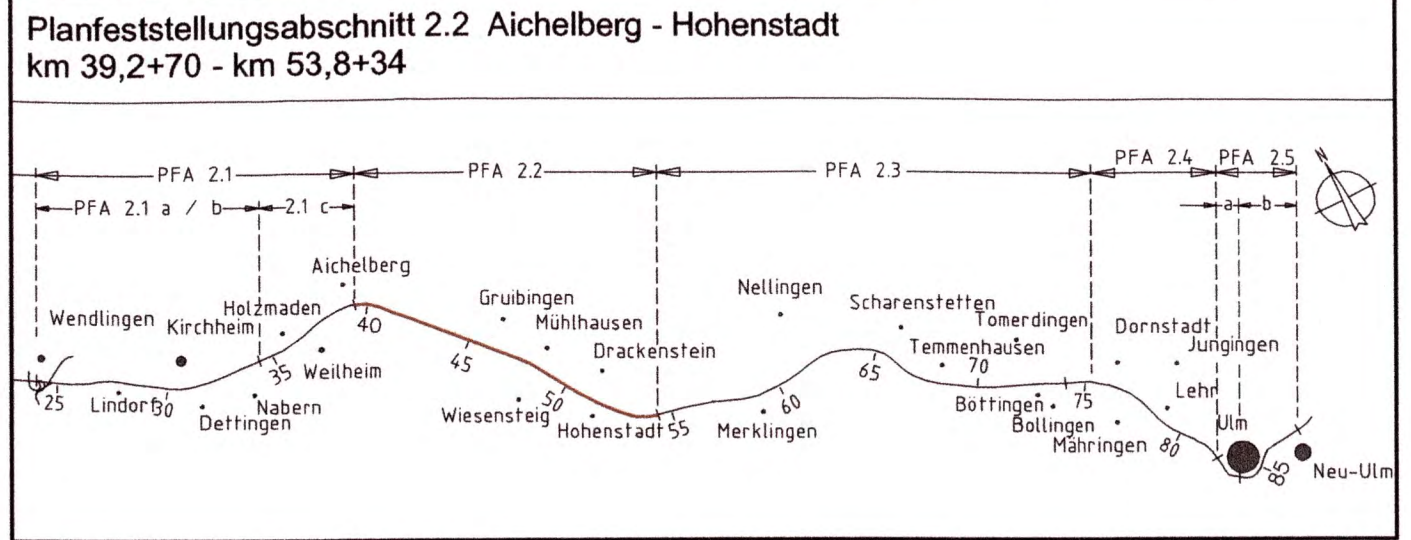 Planfeststellungsabschnitt 2.2 Aichelberg - Hohenstadt
km 39,2+70 - km 53,8+34
PFA 2.1
PFA 2.2
PFA 2.3
PFA 2.4
PFA 2.5
N
PFA 2.1 a / b
2.1 c
a
b
Aichelberg
Nellingen
Gruibingen
Scharenstetten
Holzmaden
Wendlingen
Kirchheim
40
Mühlhausen
Tomerdingen
Dornstadt
Drackenstein
Temmenhausen
Jungingen
45
35
Weilheim
65
70
Lehr
25
Lindorf
30
Nabern
Dettingen
Wiesensteig
50
Hohenstadt
55
Merklingen
60
Böttingen
75
Bollingen
Mähringen
80
Ulm
85
Neu-Ulm